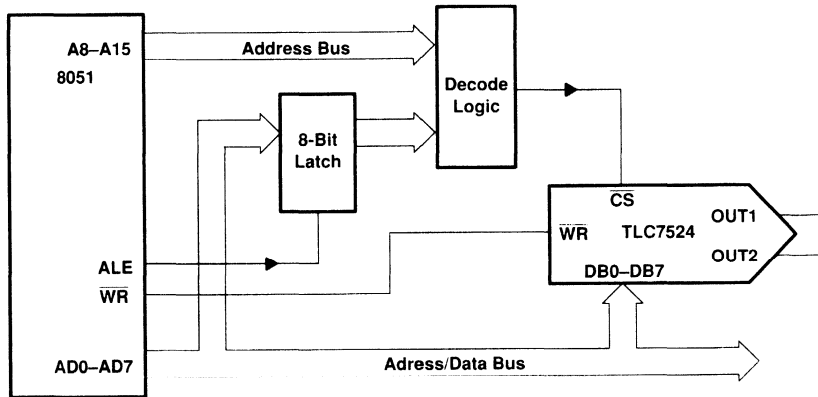 A8–A15
8051
Address Bus
Decode
Logic
8-Bit
Latch
CS
OUT1
WR
TLC7524
OUT2
DB0–DB7
ALE
WR
AD0–AD7
Adress/Data Bus